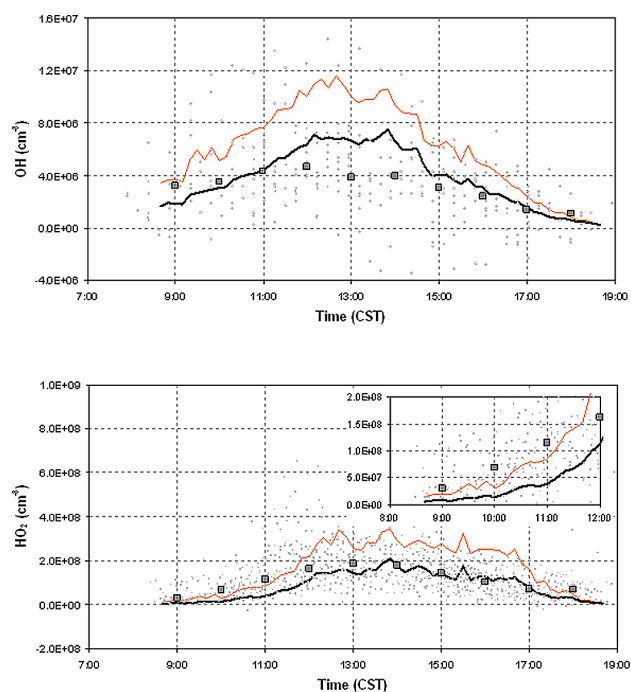 1.6E+07
1.2E+07
8.0E+06
4.0E+06
0.0E+00
-4.0E+06
OH (cm-3)
7:00 9:00 11:00 13:00 15:00 17:00 19:00
Time (CST)
1.0E+09
8.0E+08
6.0E+08
4.0E+08
2.0E+08
0.0E+00
-2.0E+08
HO2 (cm-3)
2.0E+08
1.5E+08
1.0E+08
5.0E+07
0.0E+00
8:00 9:00 10:00 11:00 12:00
7:00 9:00 11:00 13:00 15:00 17:00 19:00
Time (CST)